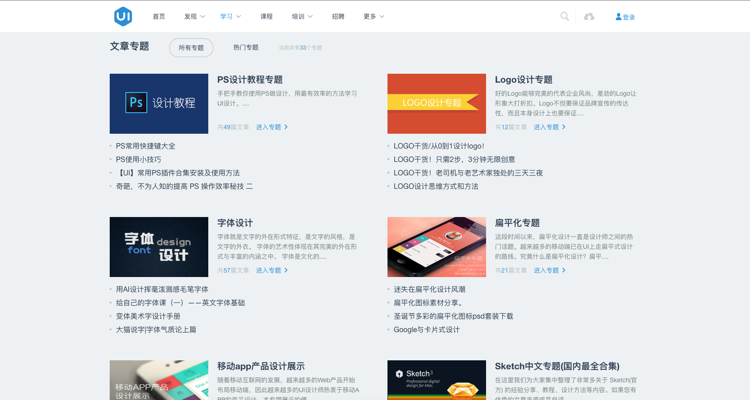 UI
首页
发现
学习
课程
培训
招聘
更多
登录
文章专题
所有专题
热门专题
当前共有33个专题
Ps 设计教程
PS设计教程专题
手把手教你使用PS做设计，用最有效率的方法学习
UI设计。....
共49篇文章
进入专题
PS常用快捷键大全
PS使用小技巧
【UI】常用PS插件合集安装及使用方法
奇葩，不为人知的提高 PS 操作效率秘技 二
LOGO设计专题
Logo设计专题
好的Logo能够完美的代表企业风尚。差劲的Logo让
形象大打折扣。Logo不但要保证品牌宣传的传达
性，而且本身设计上也要保证....
共12篇文章
进入专题
LOGO干货/从0到1设计logo!
LOGO干货！只需2步，3分钟无限创意
LOGO干货！老司机与老艺术家独处的三天三夜
LOGO设计思维方式和方法
字体 design
font 设计
字体设计
字体就是文字的外在形式特征，是文字的风格，是
文字的外衣。 字体的艺术性体现在其完美的外在形
式与丰富的内涵之中。 字体是文化的....
共57篇文章
进入专题
用AI设计挥毫泼溅感毛笔字体
给自己的字体课（一）——英文字体基础
变体美术字设计手册
大猫说字|字体气质论上篇
扁平化专题
这段时间以来，扁平化设计一直是设计师之间的热
门话题。越来越多的移动端已在UI上走扁平式设计
的路线。究竟什么是扁平化设计？扁平....
共21篇文章
进入专题
迷失在扁平化设计风潮
扁平化图标素材分享。
圣诞节多彩的扁平化图标psd套装下载
Google与卡片式设计
移动APP产品
设计展示
移动app产品设计展示
随着移动互联网的发展，越来越多的Web产品开始
布局移动端，因此越来越多的UI设计师热衷于移动A
Sketch3
Professional digital
design for Mac
Sketch中文专题(国内最全合集)
在这里我们为大家集中整理了非常多关于 Sketch(官
方) 的经验分享、教程、设计方法等内容，如果您有